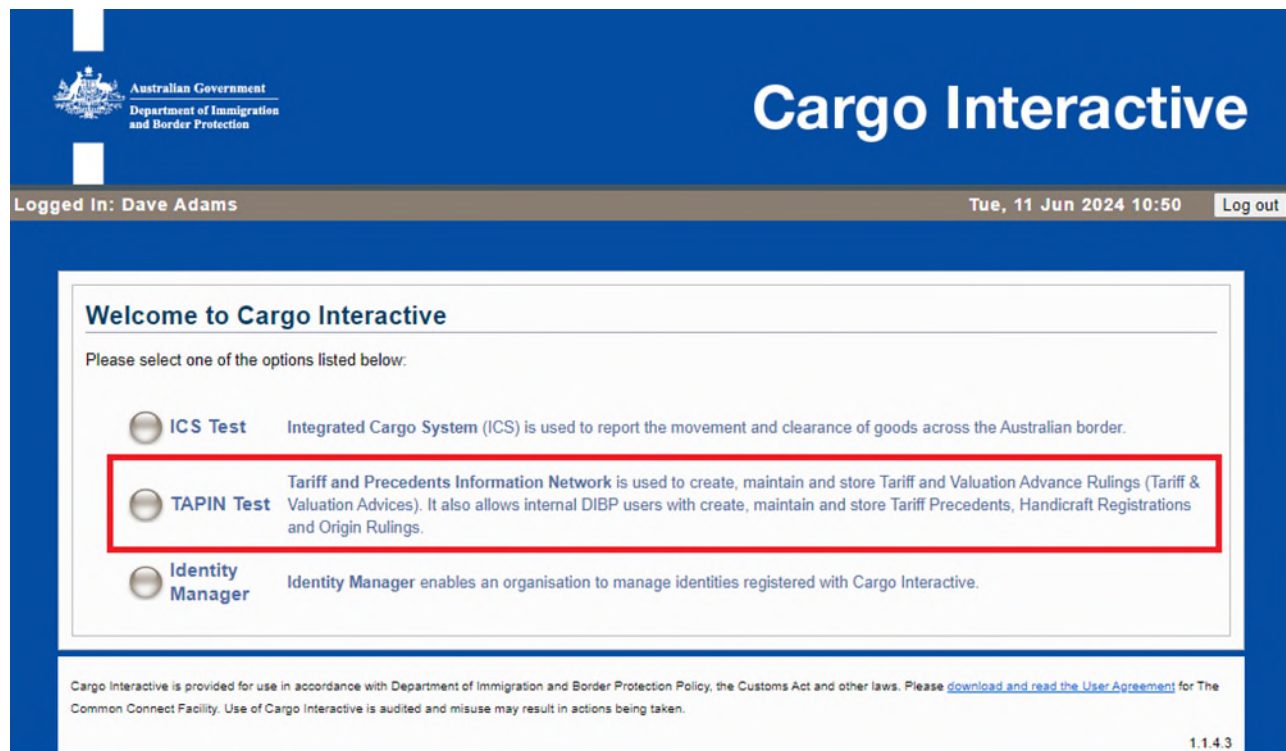 Australian Government
Department of Immigration
and Border Protection
Cargo Interactive
Logged In: Dave Adams
Tue, 11 Jun 2024 10:50
Log out
Welcome to Cargo Interactive
Please select one of the options listed below:
ICS Test
Integrated Cargo System (ICS) is used to report the movement and clearance of goods across the Australian border.
TAPIN Test
Tariff and Precedents Information Network is used to create, maintain and store Tariff and Valuation Advance Rulings (Tariff &
Valuation Advices). It also allows internal DIBP users with create, maintain and store Tariff Precedents, Handicraft Registrations
and Origin Rulings.
Identity
Manager
Identity Manager enables an organisation to manage identities registered with Cargo Interactive.
Cargo Interactive is provided for use in accordance with Department of Immigration and Border Protection Policy, the Customs Act and other laws. Please download and read the User Agreement for The
Common Connect Facility. Use of Cargo Interactive is audited and misuse may result in actions being taken.
1.1.4.3